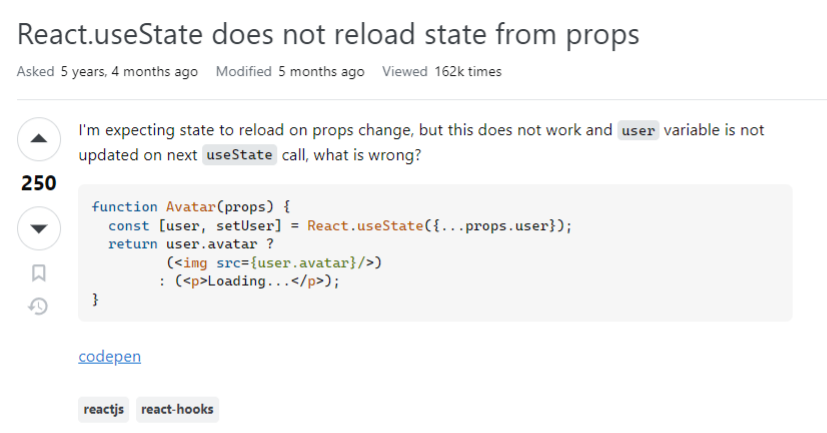 React.useState does not reload state from props
Asked 5 years, 4 months ago Modified 5 months ago Viewed 162k times
I'm expecting state to reload on props change, but this does not work and user variable is not
updated on next useState call, what is wrong?
250
function Avatar(props) {
  const [user, setUser] = React.useState({...props.user});
  return user.avatar ?
         (<img src={user.avatar}/>)
        : (<p>Loading...</p>);
}
codepen
reactjs react-hooks